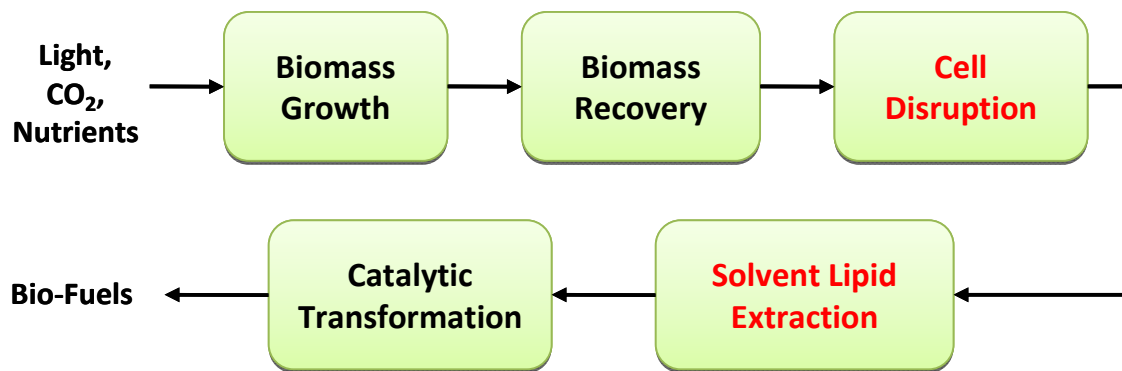 Light,
CO₂,
Nutrients
Biomass
Growth
Biomass
Recovery
Cell
Disruption
Bio-Fuels
Catalytic
Transformation
Solvent Lipid
Extraction